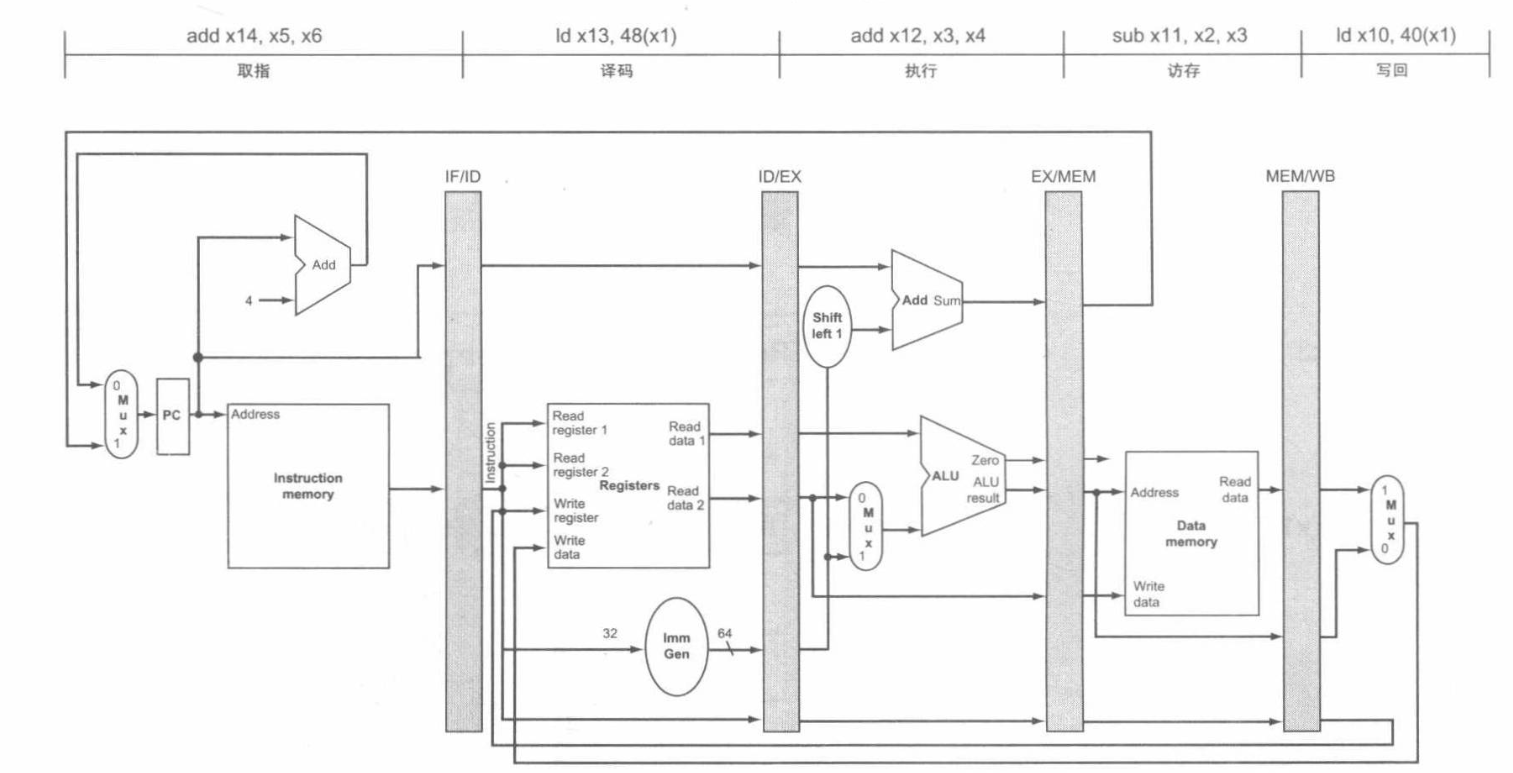 add x14, x5, x6
ld x13, 48(x1)
add x12, x3, x4
sub x11, x2, x3
ld x10, 40(x1)
取指
译码
执行
访存
写回
IF/ID
ID/EX
EX/MEM
MEM/WB
Add
4
Shift
left 1
Add Sum
0
M
u
x
1
PC
Address
Instruction
memory
Instruction
Read
register 1
Read
register 2
Write
register
Write
data
Registers
Read
data 1
Read
data 2
0
M
u
x
1
Zero
ALU
ALU
result
Address
Read
data
Data
memory
Write
data
1
M
u
x
0
32
Imm
Gen
64